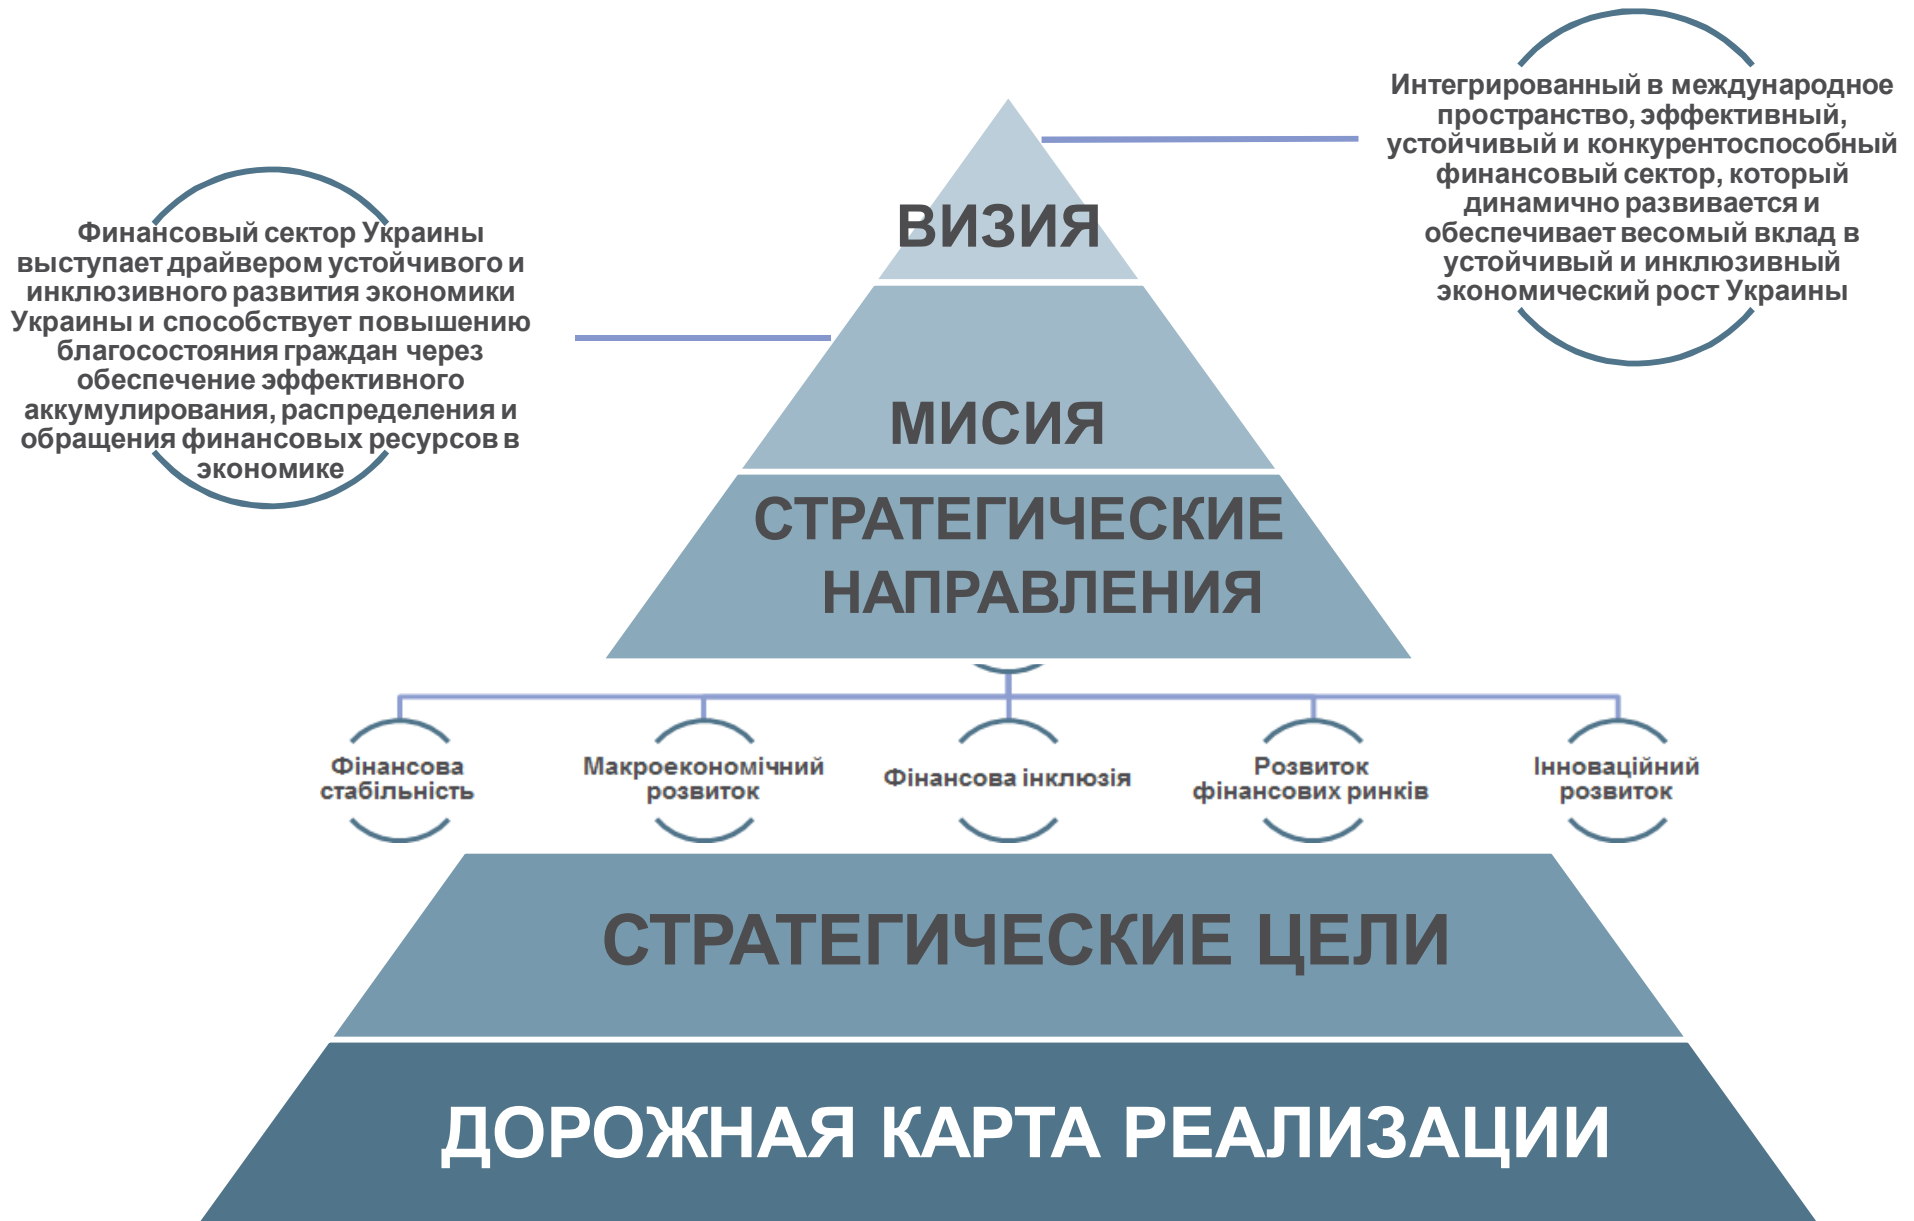 Интегрированный в международное
пространство, эффективный,
устойчивый и конкурентоспособный
финансовый сектор, который
динамично развивается и
обеспечивает весомый вклад в
устойчивый и инклюзивный
экономический рост Украины
ВИЗИЯ
Финансовый сектор Украины
выступает драйвером устойчивого и
инклюзивного развития экономики
Украины и способствует повышению
благосостояния граждан через
обеспечение эффективного
аккумулирования, распределения и
обращения финансовых ресурсов в
экономике
МИСИЯ
СТРАТЕГИЧЕСКИЕ
НАПРАВЛЕНИЯ
Фінансова
стабільність
Макроекономічний
розвиток
Фінансова інклюзія
Розвиток
фінансових ринків
Інноваційний
розвиток
СТРАТЕГИЧЕСКИЕ ЦЕЛИ
ДОРОЖНАЯ КАРТА РЕАЛИЗАЦИИ